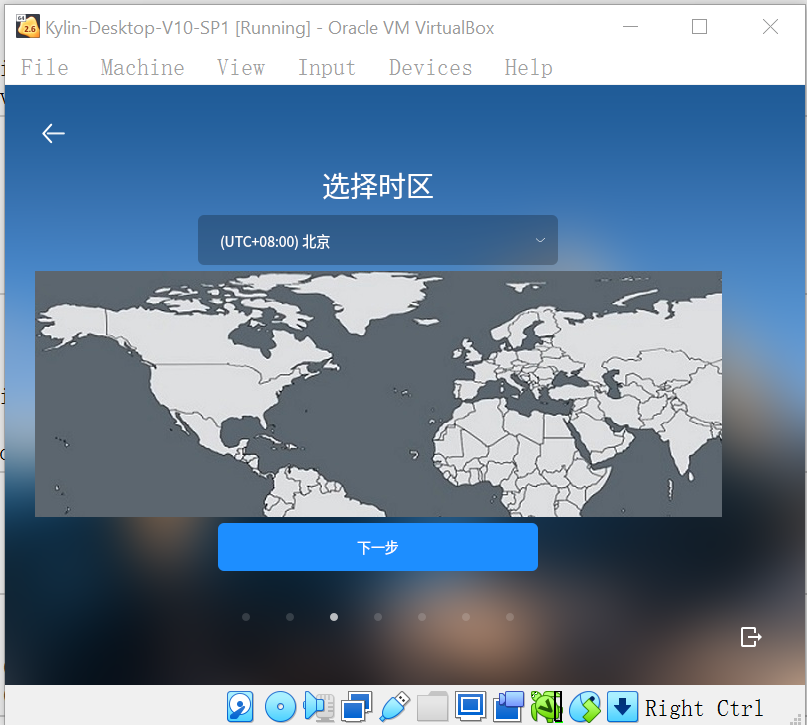 Kylin-Desktop-V10-SP1 [Running] - Oracle VM VirtualBox
File Machine View Input Devices Help
选择时区
(UTC+08:00) 北京
下一步
Right Ctrl